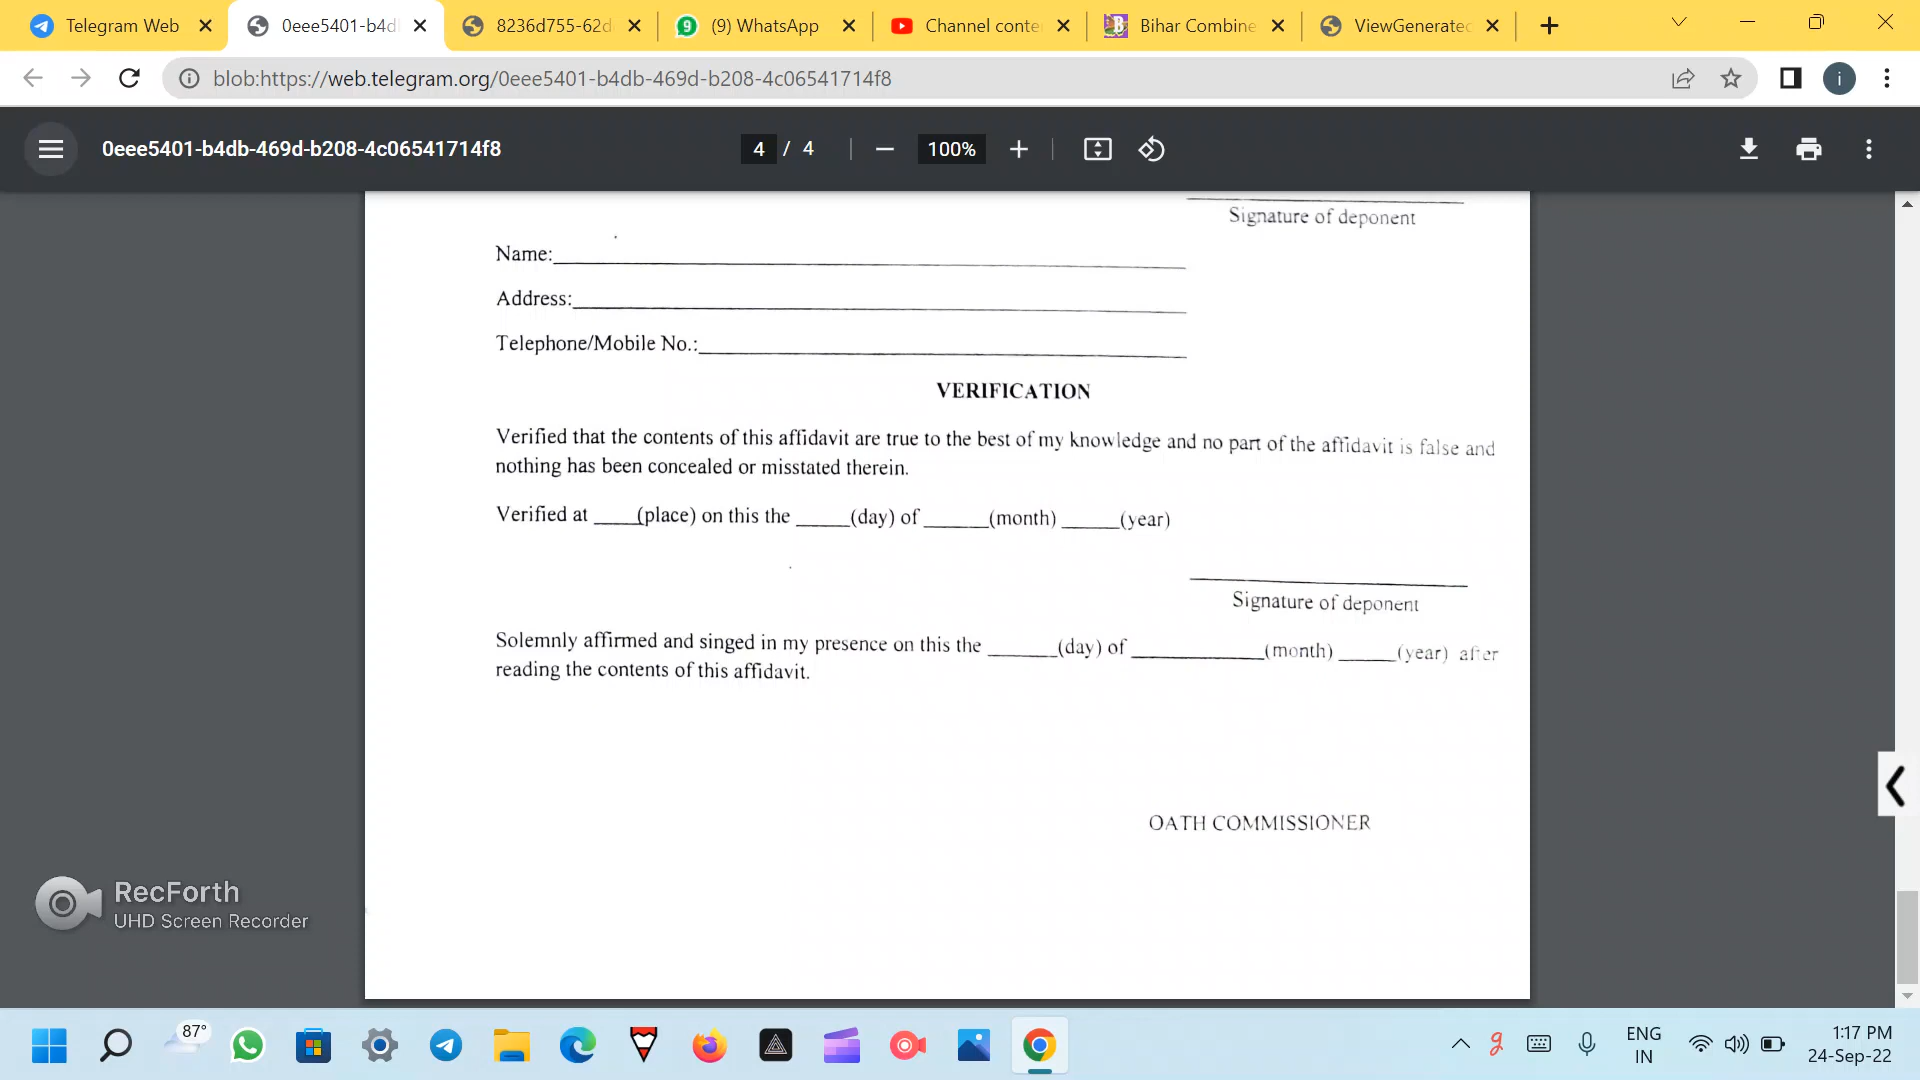 Telegram Web
0eee5401-b4d
8236d755-62d
(9) WhatsApp
Channel conte
Bihar Combine
ViewGenerated
blob:https://web.telegram.org/0eee5401-b4db-469d-b208-4c06541714f8
i
0eee5401-b4db-469d-b208-4c06541714f8
4 / 4
100%
Signature of deponent
Name:
Address:
Telephone/Mobile No.:
VERIFICATION
Verified that the contents of this affidavit are true to the best of my knowledge and no part of the affidavit is false and
nothing has been concealed or misstated therein.
Verified at ____(place) on this the _____(day) of ______(month) _____(year)
Signature of deponent
Solemnly affirmed and singed in my presence on this the ______(day) of ____________(month) _____(year) after
reading the contents of this affidavit.
OATH COMMISSIONER
RecForth
UHD Screen Recorder
87°
ENG
IN
1:17 PM
24-Sep-22